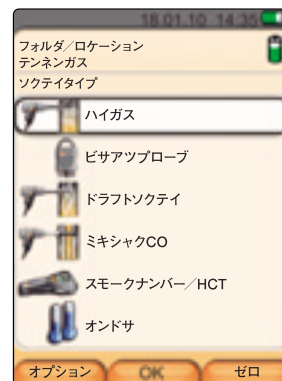 18.01.10 14:35
フォルダ／ロケーション
テンネンガス
ソクテイタイプ
ハイガス
ビサアツプローブ
ドラフトソクテイ
ミキシャクCO
スモークナンバー／HCT
オンドサ
オプション OK ゼロ